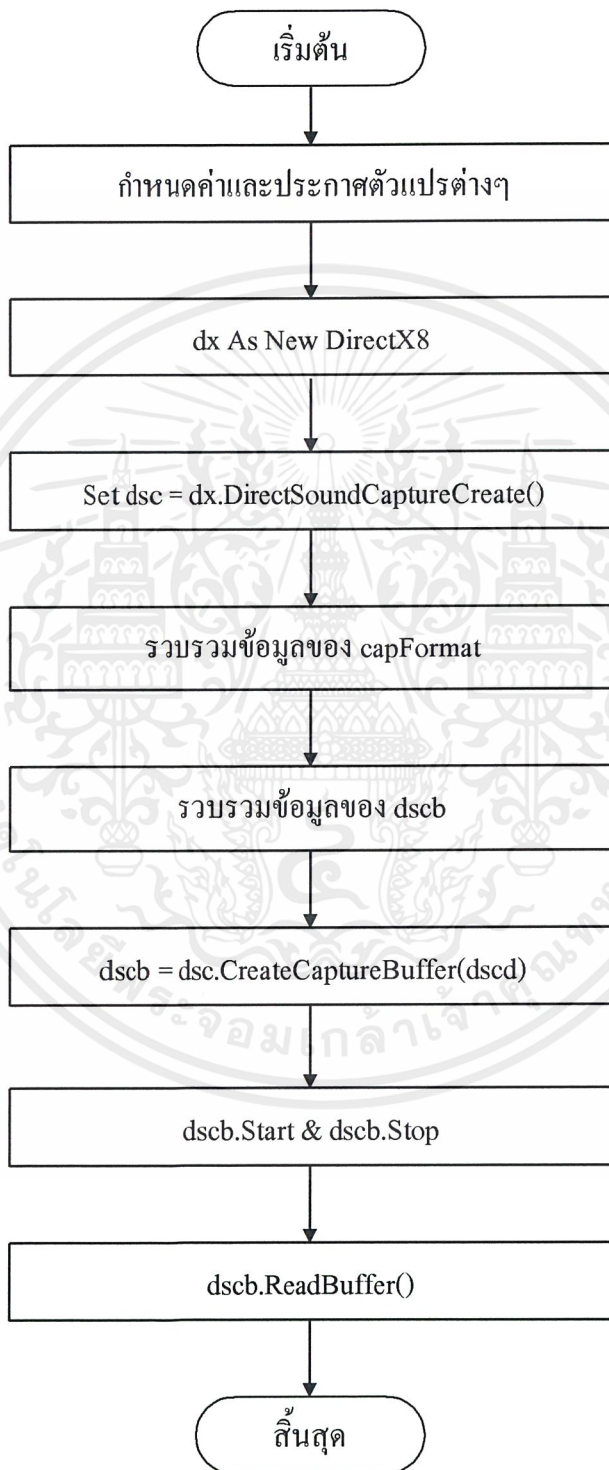 เริ่มต้น
กำหนดค่าและประกาศตัวแปรต่างๆ
dx As New DirectX8
Set dsc = dx.DirectSoundCaptureCreate()
รวบรวมข้อมูลของ capFormat
รวบรวมข้อมูลของ dscb
dscb = dsc.CreateCaptureBuffer(dscd)
dscb.Start & dscb.Stop
dscb.ReadBuffer()
สิ้นสุด